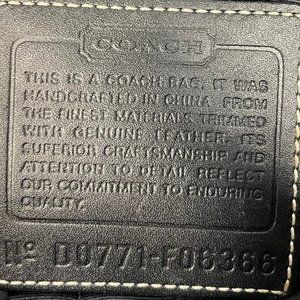 COACH
THIS IS A COACH BAG. IT WAS
HANDCRAFTED IN CHINA FROM
THE FINEST MATERIALS TRIMMED
WITH GENUINE LEATHER. ITS
SUPERIOR CRAFTSMANSHIP AND
ATTENTION TO DETAIL REFLECT
OUR COMMITMENT TO ENDURING
QUALITY.
Nº D0771-F06366